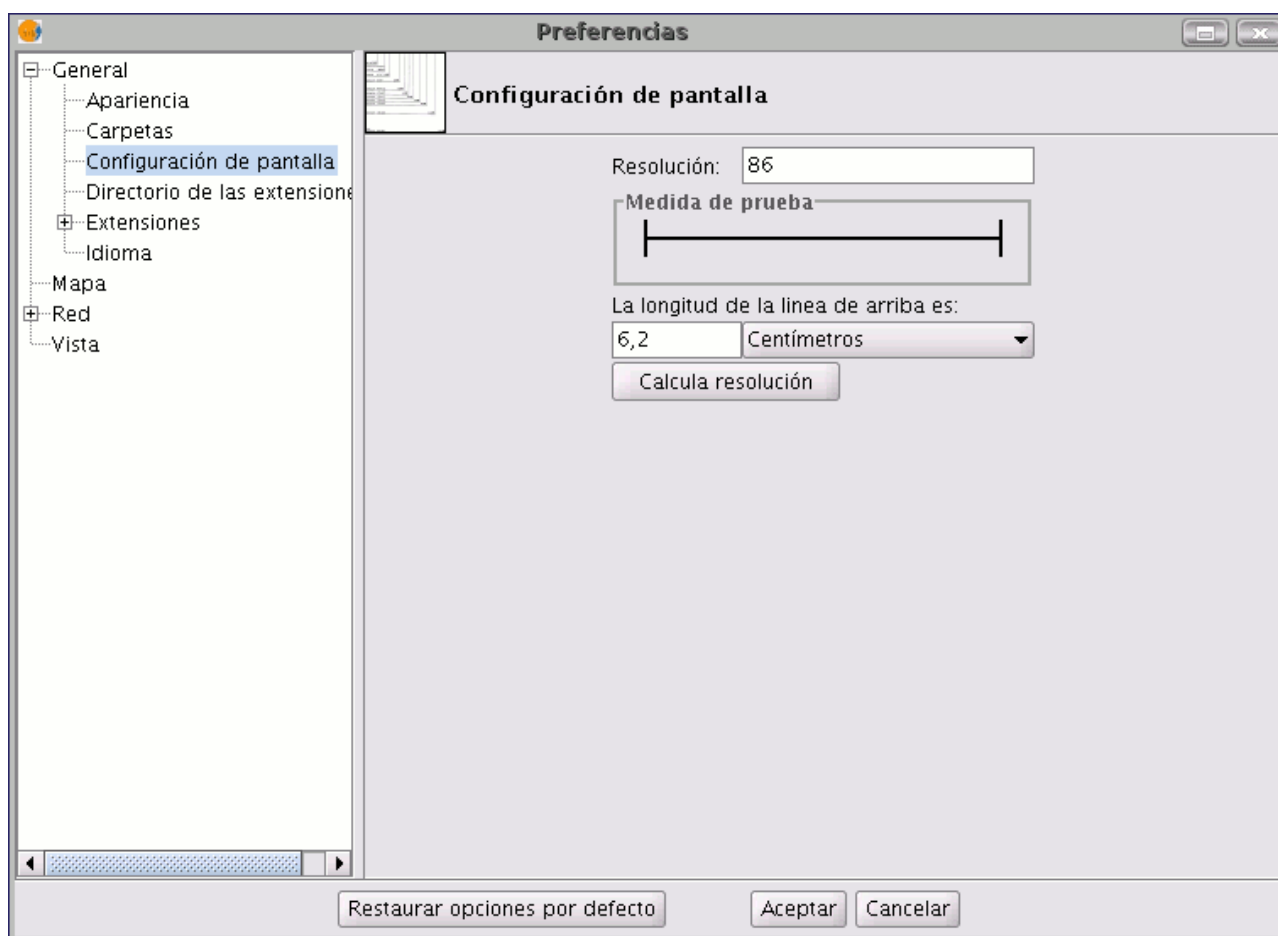 Preferencias
General
Apariencia
Carpetas
Configuración de pantalla
Directorio de las extensione
Extensiones
Idioma
Mapa
Red
Vista
Configuración de pantalla
Resolución: 86
Medida de prueba
La longitud de la linea de arriba es:
6,2 Centímetros
Calcula resolución
Restaurar opciones por defecto Aceptar Cancelar